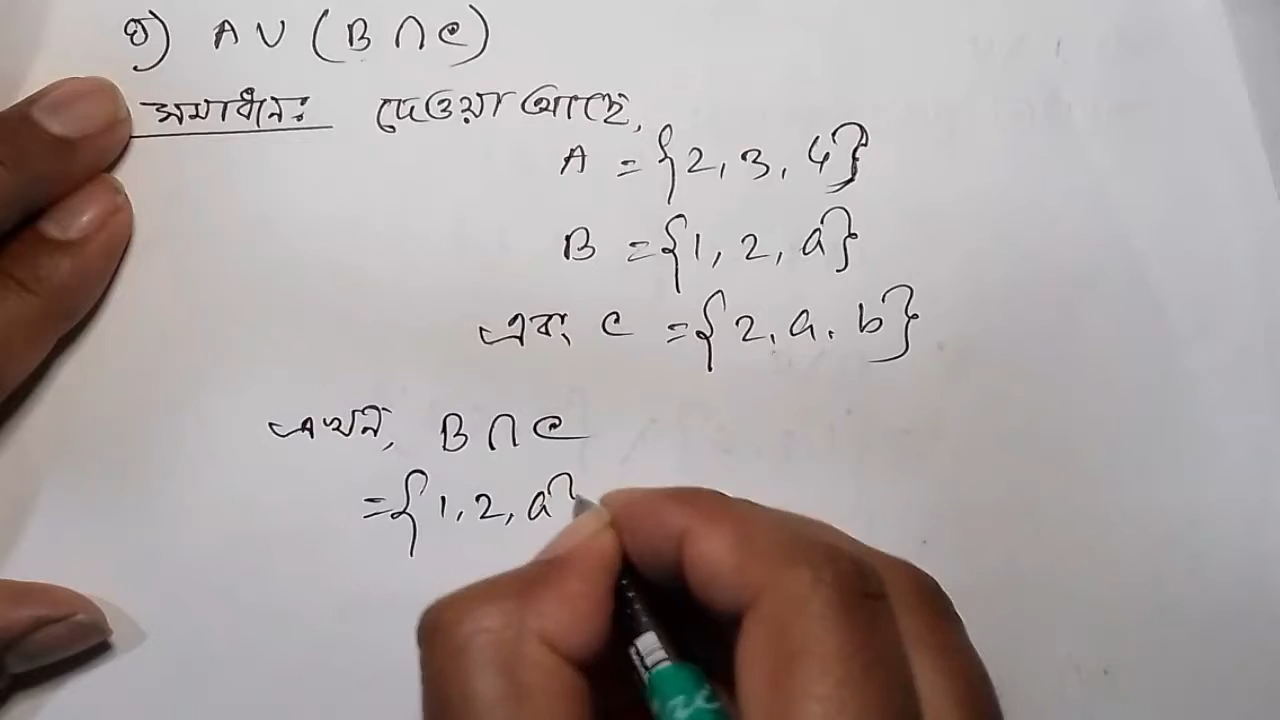 ঙ) A ∪ (B ∩ C)
সমাধানঃ দেওয়া আছে,
A = {2, 3, 4}
B = {1, 2, a}
এবং C = {2, a, b}
এখন, B ∩ C
= {1, 2, a}